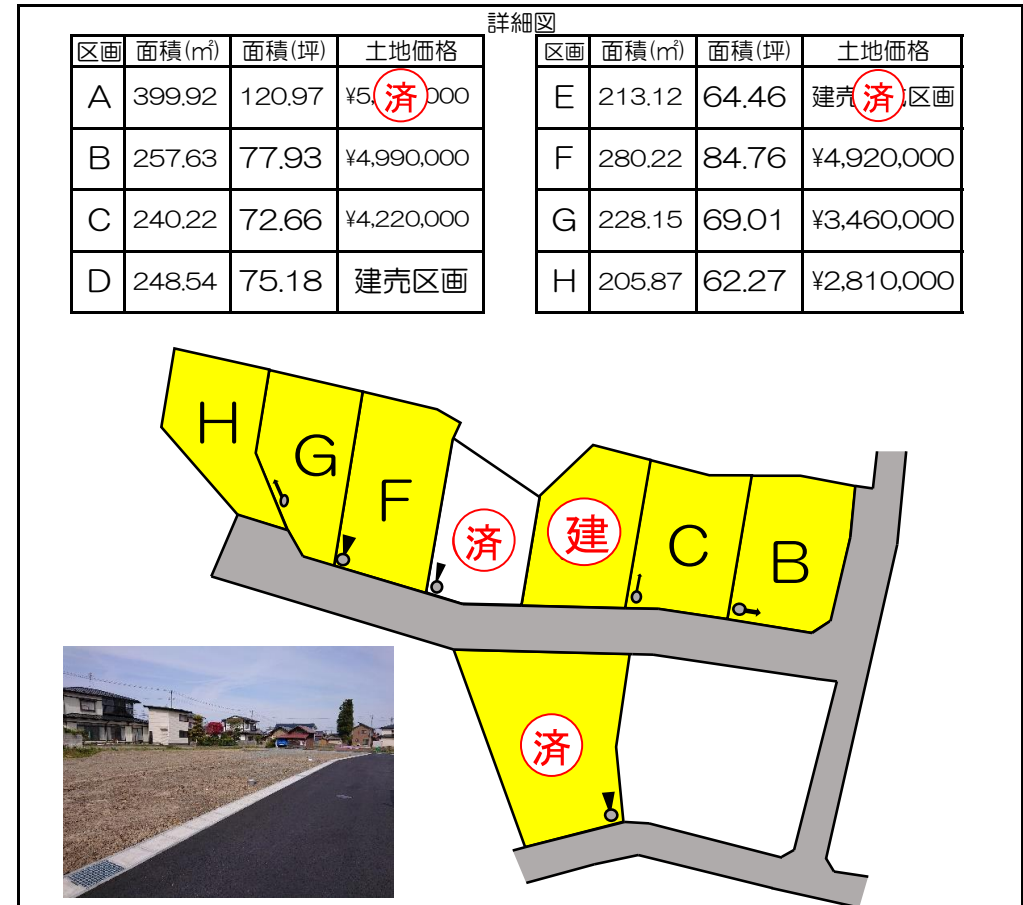 詳細図
区画 面積(㎡) 面積(坪) 土地価格
A 399.92 120.97 ¥5, 済 000
B 257.63 77.93 ¥4,990,000
C 240.22 72.66 ¥4,220,000
D 248.54 75.18 建売区画
区画 面積(㎡) 面積(坪) 土地価格
E 213.12 64.46 建売 済 区画
F 280.22 84.76 ¥4,920,000
G 228.15 69.01 ¥3,460,000
H 205.87 62.27 ¥2,810,000
H
G
F
済
建
C
B
済